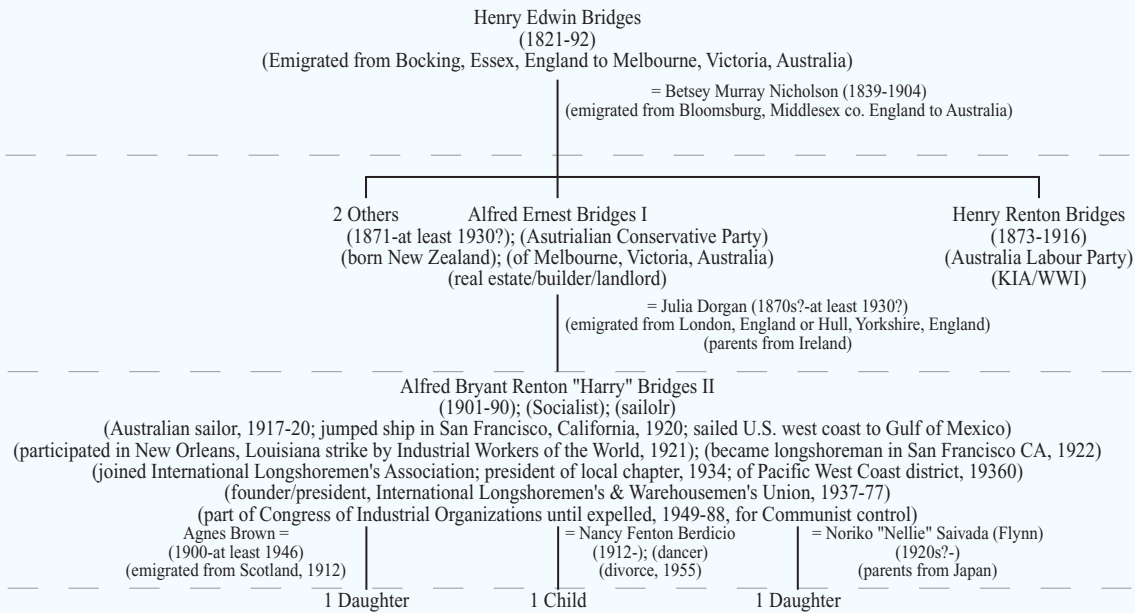 Henry Edwin Bridges
(1821-92)
(Emigrated from Bocking, Essex, England to Melbourne, Victoria, Australia)
= Betsey Murray Nicholson (1839-1904)
(emigrated from Bloomsburg, Middlesex co. England to Australia)
2 Others
Alfred Ernest Bridges I
(1871-at least 1930?); (Asutrialian Conservative Party)
(born New Zealand); (of Melbourne, Victoria, Australia)
(real estate/builder/landlord)
Henry Renton Bridges
(1873-1916)
(Australia Labour Party)
(KIA/WWI)
= Julia Dorgan (1870s?-at least 1930?)
(emigrated from London, England or Hull, Yorkshire, England)
(parents from Ireland)
Alfred Bryant Renton "Harry" Bridges II
(1901-90); (Socialist); (sailolr)
(Australian sailor, 1917-20; jumped ship in San Francisco, California, 1920; sailed U.S. west coast to Gulf of Mexico)
(participated in New Orleans, Louisiana strike by Industrial Workers of the World, 1921); (became longshoreman in San Francisco CA, 1922)
(joined International Longshoremen's Association; president of local chapter, 1934; of Pacific West Coast district, 19360)
(founder/president, International Longshoremen's & Warehousemen's Union, 1937-77)
(part of Congress of Industrial Organizations until expelled, 1949-88, for Communist control)
Agnes Brown =
(1900-at least 1946)
(emigrated from Scotland, 1912)
= Nancy Fenton Berdicio
(1912-); (dancer)
(divorce, 1955)
= Noriko "Nellie" Saivada (Flynn)
(1920s?-)
(parents from Japan)
1 Daughter
1 Child
1 Daughter